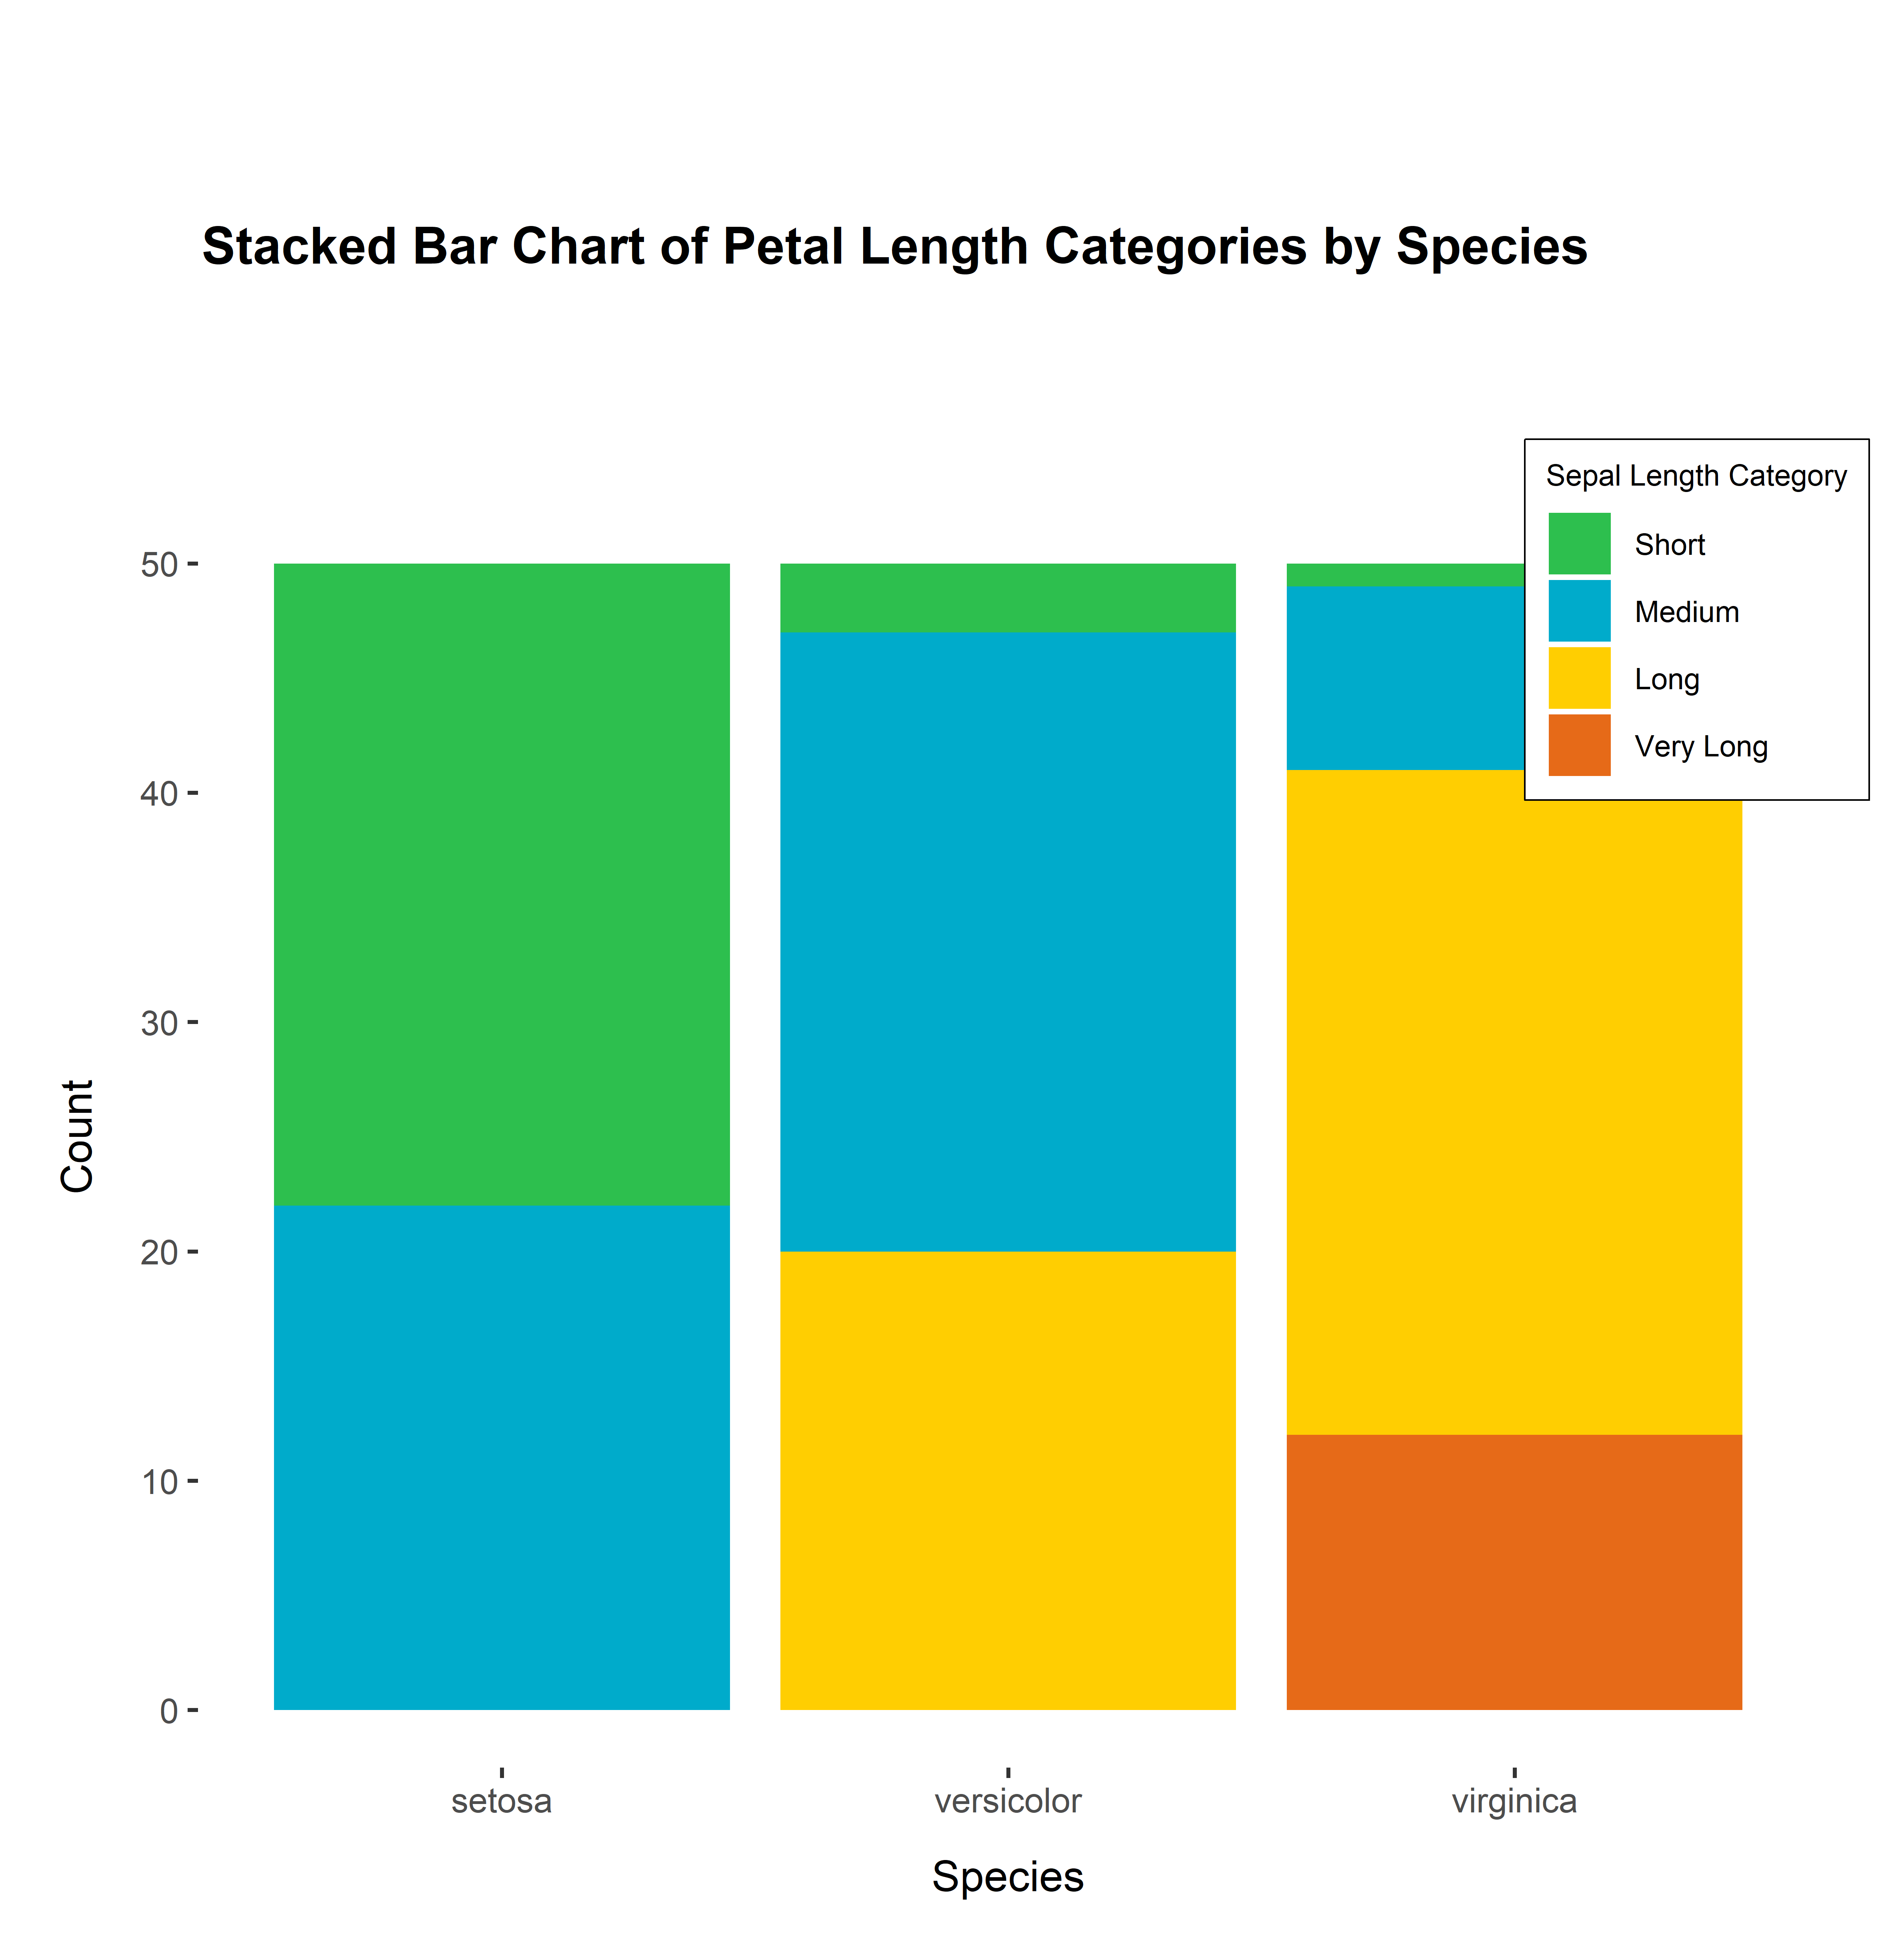 Stacked Bar Chart of Petal Length Categories by Species
Sepal Length Category
Short
Medium
Long
Very Long
50
40
30
20
10
0
Count
setosa
versicolor
virginica
Species